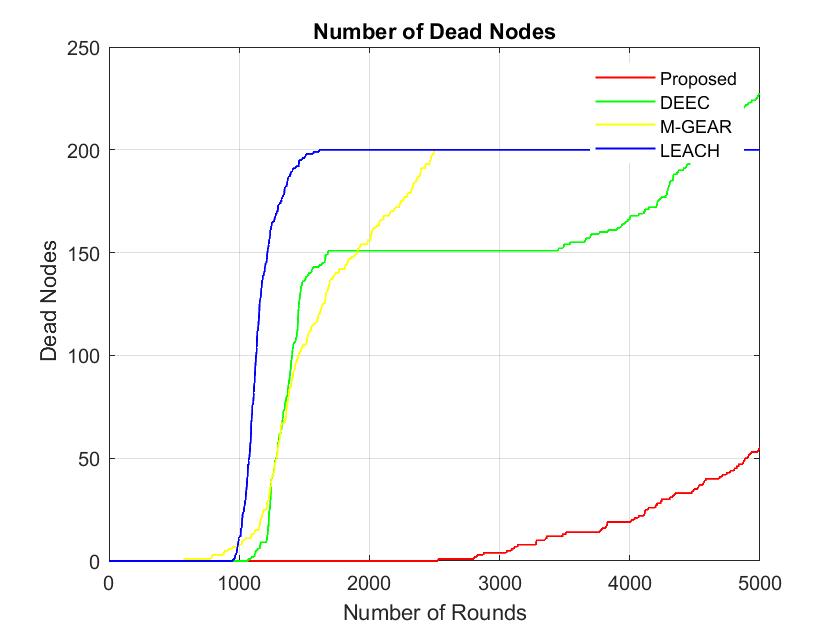 Number of Dead Nodes
250
200
150
100
50
0
Dead Nodes
Proposed
DEEC
M-GEAR
LEACH
0 1000 2000 3000 4000 5000
Number of Rounds